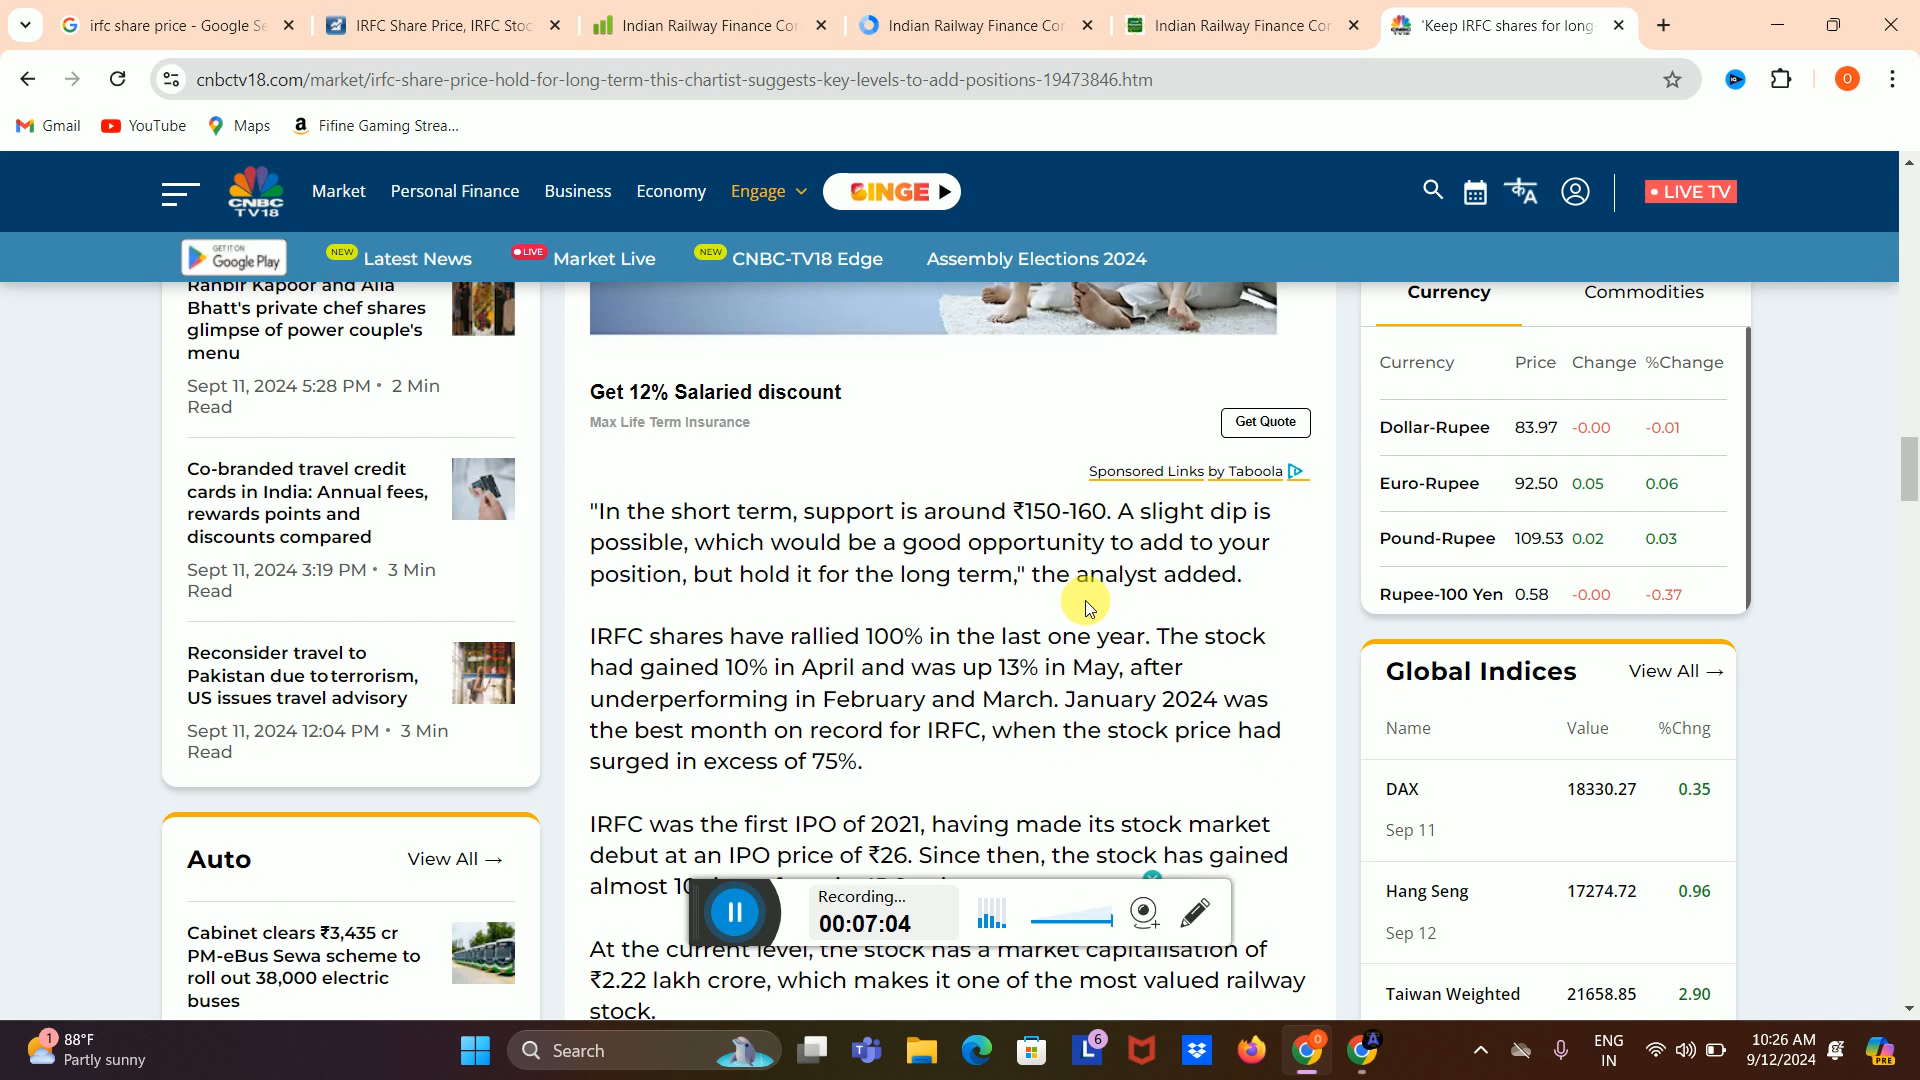 irfc share price - Google Se
IRFC Share Price, IRFC Stoc
Indian Railway Finance Cor
Indian Railway Finance Cor
Indian Railway Finance Cor
'Keep IRFC shares for long
cnbctv18.com/market/irfc-share-price-hold-for-long-term-this-chartist-suggests-key-levels-to-add-positions-19473846.htm
O
Gmail
YouTube
Maps
Fifine Gaming Strea...
CNBC
TV18
Market
Personal Finance
Business
Economy
Engage
BINGE
LIVE TV
GET IT ON
Google Play
NEW
Latest News
LIVE
Market Live
NEW
CNBC-TV18 Edge
Assembly Elections 2024
Ranbir Kapoor and Alia
Bhatt's private chef shares
glimpse of power couple's
menu
Sept 11, 2024 5:28 PM • 2 Min
Read
Co-branded travel credit
cards in India: Annual fees,
rewards points and
discounts compared
Sept 11, 2024 3:19 PM • 3 Min
Read
Reconsider travel to
Pakistan due to terrorism,
US issues travel advisory
Sept 11, 2024 12:04 PM • 3 Min
Read
Auto
View All →
Cabinet clears ₹3,435 cr
PM-eBus Sewa scheme to
roll out 38,000 electric
buses
Get 12% Salaried discount
Max Life Term Insurance
Get Quote
Sponsored Links by Taboola
"In the short term, support is around ₹150-160. A slight dip is
possible, which would be a good opportunity to add to your
position, but hold it for the long term," the analyst added.
IRFC shares have rallied 100% in the last one year. The stock
had gained 10% in April and was up 13% in May, after
underperforming in February and March. January 2024 was
the best month on record for IRFC, when the stock price had
surged in excess of 75%.
IRFC was the first IPO of 2021, having made its stock market
debut at an IPO price of ₹26. Since then, the stock has gained
almost
At the current level, the stock has a market capitalisation of
₹2.22 lakh crore, which makes it one of the most valued railway
stock.
Recording...
00:07:04
Currency
Commodities
Currency Price Change %Change
Dollar-Rupee 83.97 -0.00 -0.01
Euro-Rupee 92.50 0.05 0.06
Pound-Rupee 109.53 0.02 0.03
Rupee-100 Yen 0.58 -0.00 -0.37
Global Indices
View All →
Name Value %Chng
DAX 18330.27 0.35
Sep 11
Hang Seng 17274.72 0.96
Sep 12
Taiwan Weighted 21658.85 2.90
1
88°F
Partly sunny
Search
6
ENG
IN
10:26 AM
9/12/2024
PRE